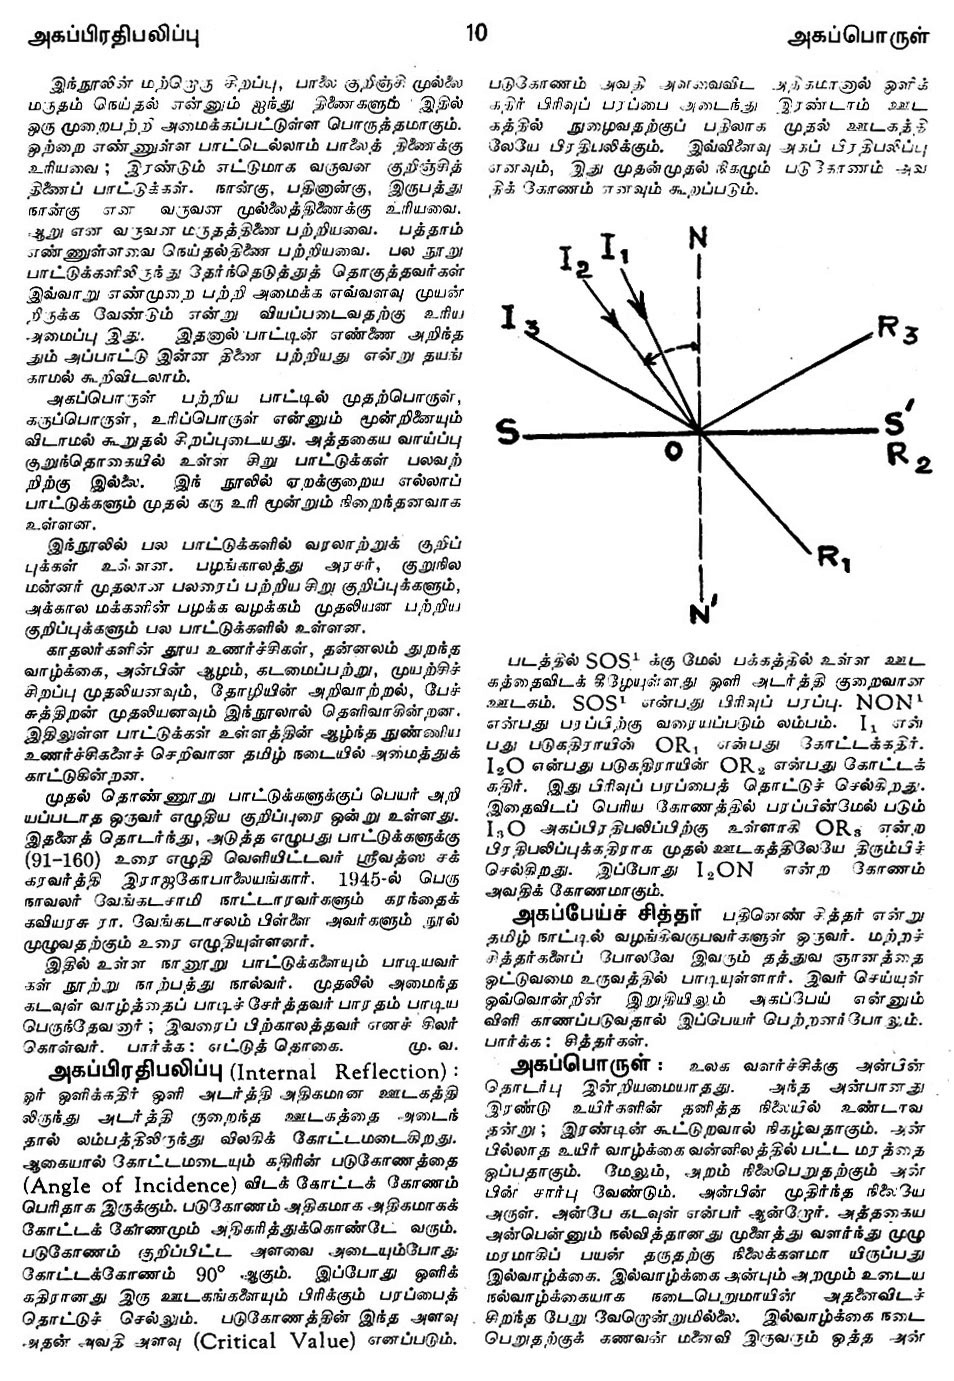 அகப்பிரதிபலிப்பு 10 அகப்பொருள்
இந்நூலின் மற்றொரு சிறப்பு, பாலை குறிஞ்சி முல்லை
மருதம் நெய்தல் என்னும் ஐந்து திணைகளும் இதில்
ஒரு முறைபற்றி அமைக்கப்பட்டுள்ள பொருத்தமாகும்.
ஒற்றை எண்ணுள்ள பாட்டெல்லாம் பாலைத் திணைக்கு
உரியவை ; இரண்டும் எட்டுமாக வருவன குறிஞ்சித்
திணைப் பாட்டுக்கள். நான்கு, பதினான்கு, இருபத்து
நான்கு என வருவன முல்லைத்திணைக்கு உரியவை.
ஆறு என வருவன மருதத்திணை பற்றியவை. பத்தாம்
எண்ணுள்ளவை நெய்தல்திணை பற்றியவை. பல நூறு
பாட்டுக்களிலிருந்து தேர்ந்தெடுத்துத் தொகுத்தவர்கள்
இவ்வாறு எண்முறை பற்றி அமைக்க எவ்வளவு முயன்
றிருக்க வேண்டும் என்று வியப்படைவதற்கு உரிய
அமைப்பு இது. இதனால் பாட்டின் எண்ணை அறிந்த
தும் அப்பாட்டு இன்ன திணை பற்றியது என்று தயங்
காமல் கூறிவிடலாம்.
அகப்பொருள் பற்றிய பாட்டில் முதற்பொருள்,
கருப்பொருள், உரிப்பொருள் என்னும் மூன்றினையும்
விடாமல் கூறுதல் சிறப்புடையது. அத்தகைய வாய்ப்பு
குறுந்தொகையில் உள்ள சிறு பாட்டுக்கள் பலவற்
றிற்கு இல்லை. இந் நூலில் ஏறக்குறைய எல்லாப்
பாட்டுக்களும் முதல் கரு உரி மூன்றும் நிறைந்தனவாக
உள்ளன.
இந்நூலில் பல பாட்டுக்களில் வரலாற்றுக் குறிப்
புக்கள் உள்ளன. பழங்காலத்து அரசர், குறுநில
மன்னர் முதலான பலரைப் பற்றிய சிறு குறிப்புக்களும்,
அக்கால மக்களின் பழக்க வழக்கம் முதலியன பற்றிய
குறிப்புக்களும் பல பாட்டுக்களில் உள்ளன.
காதலர்களின் தூய உணர்ச்சிகள், தன்னலம் துறந்த
வாழ்க்கை, அன்பின் ஆழம், கடமைப்பற்று, முயற்சிச்
சிறப்பு முதலியனவும், தோழியின் அறிவாற்றல், பேச்
சுத்திறன் முதலியனவும் இந்நூலால் தெளிவாகின்றன.
இதிலுள்ள பாட்டுக்கள் உள்ளத்தின் ஆழ்ந்த நுண்ணிய
உணர்ச்சிகளைச் செறிவான தமிழ் நடையில் அமைத்துக்
காட்டுகின்றன.
முதல் தொண்ணூறு பாட்டுக்களுக்குப் பெயர் அறி
யப்படாத ஒருவர் எழுதிய குறிப்புரை ஒன்று உள்ளது.
இதனைத் தொடர்ந்து, அடுத்த எழுபது பாட்டுக்களுக்கு
(91-160) உரை எழுதி வெளியிட்டவர் ஸ்ரீவத்ஸ சக்
கரவர்த்தி இராஜகோபாலையங்கார். 1945-ல் பெரு
நாவலர் வேங்கடசாமி நாட்டாரவர்களும் கரந்தைக்
கவியரசு ரா. வேங்கடாசலம் பிள்ளை அவர்களும் நூல்
முழுவதற்கும் உரை எழுதியுள்ளனர்.
இதில் உள்ள நானூறு பாட்டுக்களையும் பாடியவர்
கள் நூற்று நாற்பத்து நால்வர். முதலில் அமைந்த
கடவுள் வாழ்த்தைப் பாடிச்சேர்த்தவர் பாரதம் பாடிய
பெருந்தேவனார் ; இவரைப் பிற்காலத்தவர் எனச் சிலர்
கொள்வர். பார்க்க : எட்டுத் தொகை. மு. வ.
அகப்பிரதிபலிப்பு (Internal Reflection) :
ஓர் ஒளிக்கதிர் ஒளி அடர்த்தி அதிகமான ஊடகத்தி
லிருந்து அடர்த்தி குறைந்த ஊடகத்தை அடைந்
தால் லம்பத்திலிருந்து விலகிக் கோட்டமடைகிறது.
ஆகையால் கோட்டமடையும் கதிரின் படுகோணத்தை
(Angle of Incidence) விடக் கோட்டக் கோணம்
பெரிதாக இருக்கும். படுகோணம் அதிகமாக அதிகமாகக்
கோட்டக் கோணமும் அதிகரித்துக்கொண்டே வரும்.
படுகோணம் குறிப்பிட்ட அளவை அடையும்போது
கோட்டக்கோணம் 90° ஆகும். இப்போது ஒளிக்
கதிரானது இரு ஊடகங்களையும் பிரிக்கும் பரப்பைத்
தொட்டுச் செல்லும். படுகோணத்தின் இந்த அளவு
அதன் அவதி அளவு (Critical Value) எனப்படும்.
படுகோணம் அவதி அளவைவிட அதிகமானால் ஒளிக்
கதிர் பிரிவுப் பரப்பை அடைந்து இரண்டாம் ஊட
கத்தில் நுழைவதற்குப் பதிலாக முதல் ஊடகத்தி
லேயே பிரதிபலிக்கும். இவ்விளைவு அகப் பிரதிபலிப்பு
எனவும், இது முதன்முதல் நிகழும் படுகோணம் அவ
திக் கோணம் எனவும் கூறப்படும்.
N
I₁
I₂
I₃
R₃
S
S′
O
R₂
R₁
N′
படத்தில் SOS¹ க்கு மேல் பக்கத்தில் உள்ள ஊட
கத்தைவிடக் கீழேயுள்ளது ஒளி அடர்த்தி குறைவான
ஊடகம். SOS¹ என்பது பிரிவுப் பரப்பு. NON¹
என்பது பரப்பிற்கு வரையப்படும் லம்பம். I₁ என்
பது படுகதிராயின் OR₁ என்பது கோட்டக்கதிர்.
I₂O என்பது படுகதிராயின் OR₂ என்பது கோட்டக்
கதிர். இது பிரிவுப் பரப்பைத் தொட்டுச் செல்கிறது.
இதைவிடப் பெரிய கோணத்தில் பரப்பின்மேல் படும்
I₃O அகப்பிரதிபலிப்பிற்கு உள்ளாகி OR₃ என்ற
பிரதிபலிப்புக்கதிராக முதல் ஊடகத்திலேயே திரும்பிச்
செல்கிறது. இப்போது I₂ON என்ற கோணம்
அவதிக் கோணமாகும்.
அகப்பேய்ச் சித்தர் பதினெண் சித்தர் என்று
தமிழ் நாட்டில் வழங்கிவருபவர்களுள் ஒருவர். மற்றச்
சித்தர்களைப் போலவே இவரும் தத்துவ ஞானத்தை
ஒட்டுவமை உருவத்தில் பாடியுள்ளார். இவர் செய்யுள்
ஒவ்வொன்றின் இறுதியிலும் அகப்பேய் என்னும்
விளி காணப்படுவதால் இப்பெயர் பெற்றனர்போலும்.
பார்க்க : சித்தர்கள்.
அகப்பொருள் : உலக வளர்ச்சிக்கு அன்பின்
தொடர்பு இன்றியமையாதது. அந்த அன்பானது
இரண்டு உயிர்களின் தனித்த நிலையில் உண்டாவ
தன்று ; இரண்டின் கூட்டுறவால் நிகழ்வதாகும். அன்
பில்லாத உயிர் வாழ்க்கை வன்னிலத்தில் பட்ட மரத்தை
ஒப்பதாகும். மேலும், அறம் நிலைபெறுதற்கும் அன்
பின் சார்பு வேண்டும். அன்பின் முதிர்ந்த நிலையே
அருள். அன்பே கடவுள் என்பர் ஆன்றோர். அத்தகைய
அன்பென்னும் நல்வித்தானது முளைத்து வளர்ந்து முழு
மரமாகிப் பயன் தருதற்கு நிலைக்களமா யிருப்பது
இல்வாழ்க்கை. இல்வாழ்க்கை அன்பும் அறமும் உடைய
நல்வாழ்க்கையாக நடைபெறுமாயின் அதனைவிடச்
சிறந்த பேறு வேறொன்றுமில்லை. இல்வாழ்க்கை நடை
பெறுதற்குக் கணவன் மனைவி இருவரும் ஒத்த அன்